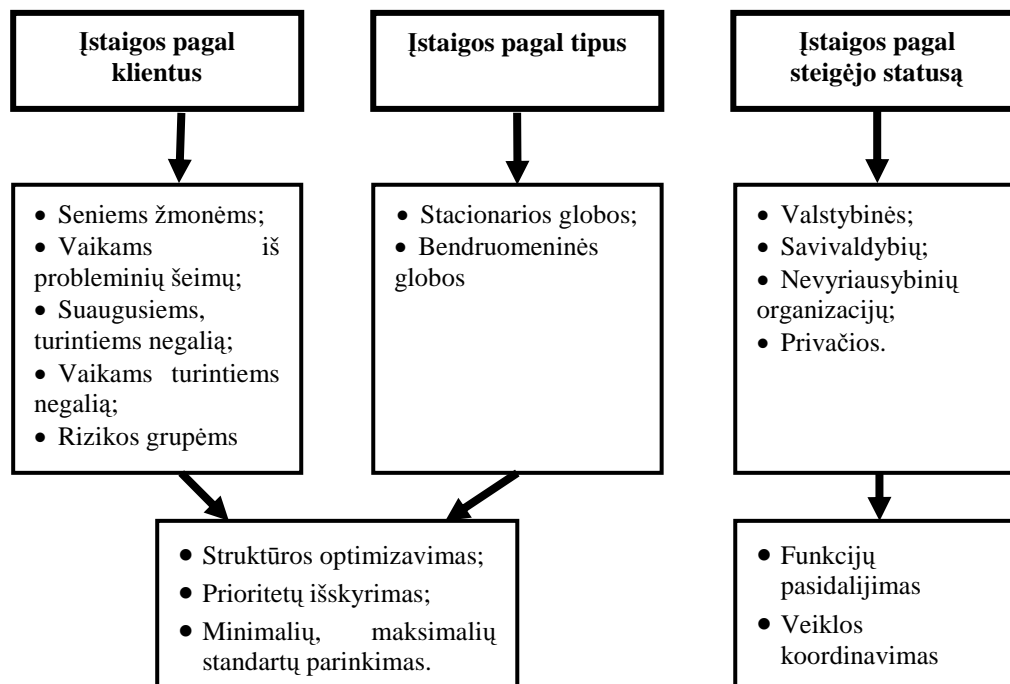 Įstaigos pagal
klientus
Įstaigos pagal tipus
Įstaigos pagal
steigėjo statusą
• Seniems žmonėms;
• Vaikams iš
probleminių šeimų;
• Suaugusiems,
turintiems negalią;
• Vaikams turintiems
negalią;
• Rizikos grupėms
• Stacionarios globos;
• Bendruomeninės
globos
• Valstybinės;
• Savivaldybių;
• Nevyriausybinių
organizacijų;
• Privačios.
• Struktūros optimizavimas;
• Prioritetų išskyrimas;
• Minimalių, maksimalių
standartų parinkimas.
• Funkcijų
pasidalijimas
• Veiklos
koordinavimas